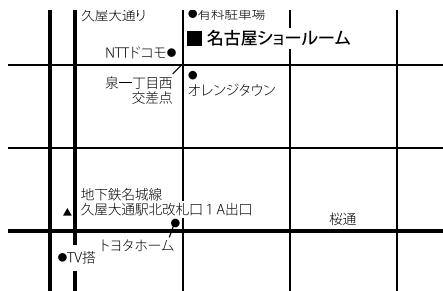 久屋大通り
●有料駐車場
■名古屋ショールーム
NTTドコモ●
泉一丁目西
交差点
●
オレンジタウン
地下鉄名城線
▲久屋大通駅北改札口1A出口
桜通
トヨタホーム
●TV搭